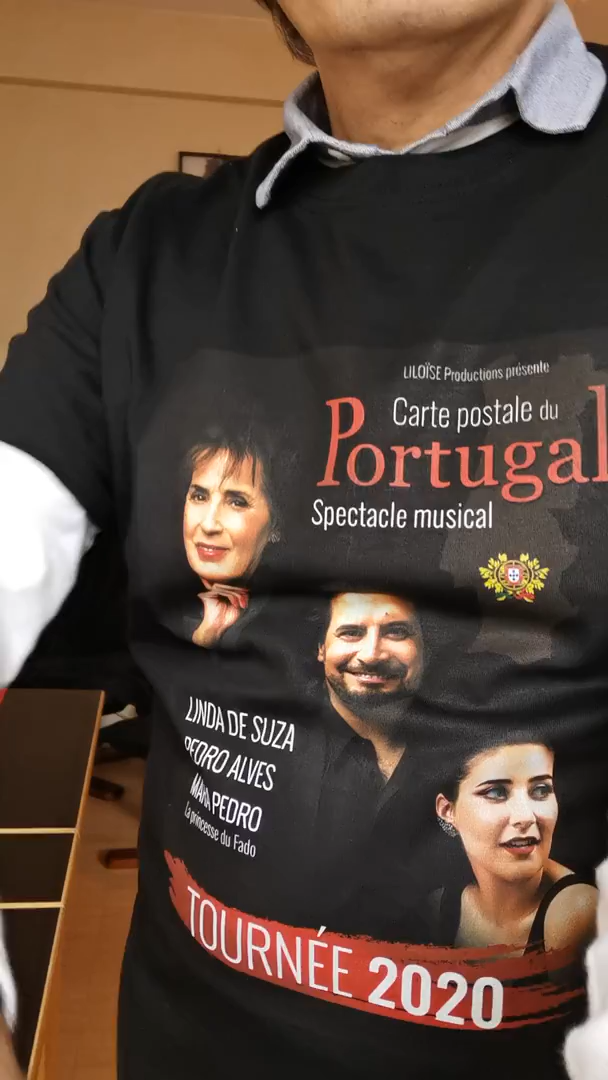 LILOÏSE Productions présente
Carte postale du
Portugal
Spectacle musical
LINDA DE SUZA
PEDRO ALVES
PEDRO
La princesse du Fado
TOURNÉE 2020